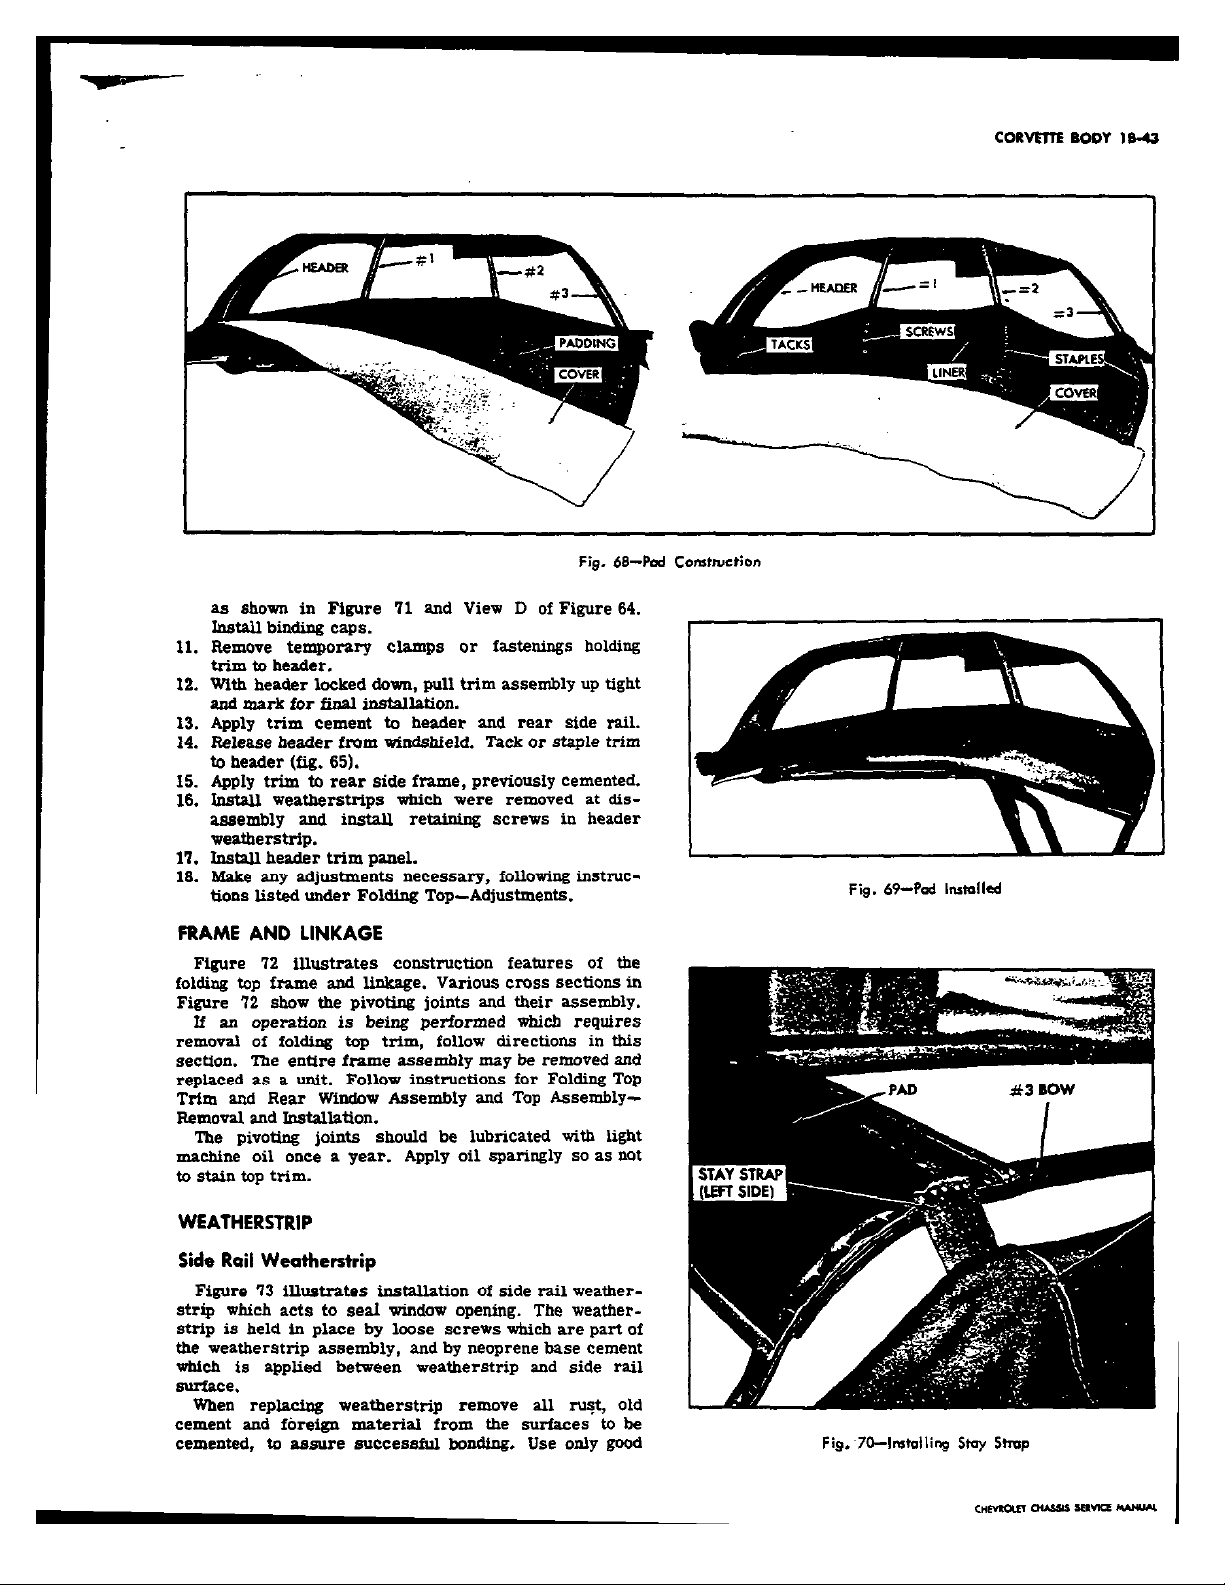 CORVETTE BODY 18-43
HEADER
#1
#2
#3
PADDING
COVER
HEADER
#1
#2
#3
TACKS
SCREWS
LINER
STAPLES
COVER
Fig. 68—Pad Construction
as shown in Figure 71 and View D of Figure 64.
Install binding caps.
11. Remove temporary clamps or fastenings holding
trim to header.
12. With header locked down, pull trim assembly up tight
and mark for final installation.
13. Apply trim cement to header and rear side rail.
14. Release header from windshield. Tack or staple trim
to header (fig. 65).
15. Apply trim to rear side frame, previously cemented.
16. Install weatherstrips which were removed at dis-
assembly and install retaining screws in header
weatherstrip.
17. Install header trim panel.
18. Make any adjustments necessary, following instruc-
tions listed under Folding Top—Adjustments.
FRAME AND LINKAGE
Figure 72 illustrates construction features of the
folding top frame and linkage. Various cross sections in
Figure 72 show the pivoting joints and their assembly.
If an operation is being performed which requires
removal of folding top trim, follow directions in this
section. The entire frame assembly may be removed and
replaced as a unit. Follow instructions for Folding Top
Trim and Rear Window Assembly and Top Assembly—
Removal and Installation.
The pivoting joints should be lubricated with light
machine oil once a year. Apply oil sparingly so as not
to stain top trim.
WEATHERSTRIP
Side Rail Weatherstrip
Figure 73 illustrates installation of side rail weather-
strip which acts to seal window opening. The weather-
strip is held in place by loose screws which are part of
the weatherstrip assembly, and by neoprene base cement
which is applied between weatherstrip and side rail
surface.
When replacing weatherstrip remove all rust, old
cement and foreign material from the surfaces to be
cemented, to assure successful bonding. Use only good
Fig. 69—Pad Installed
PAD
#3 BOW
STAY STRAP
(LEFT SIDE)
Fig. 70—Installing Stay Strap
CHEVROLET CHASSIS SERVICE MANUAL